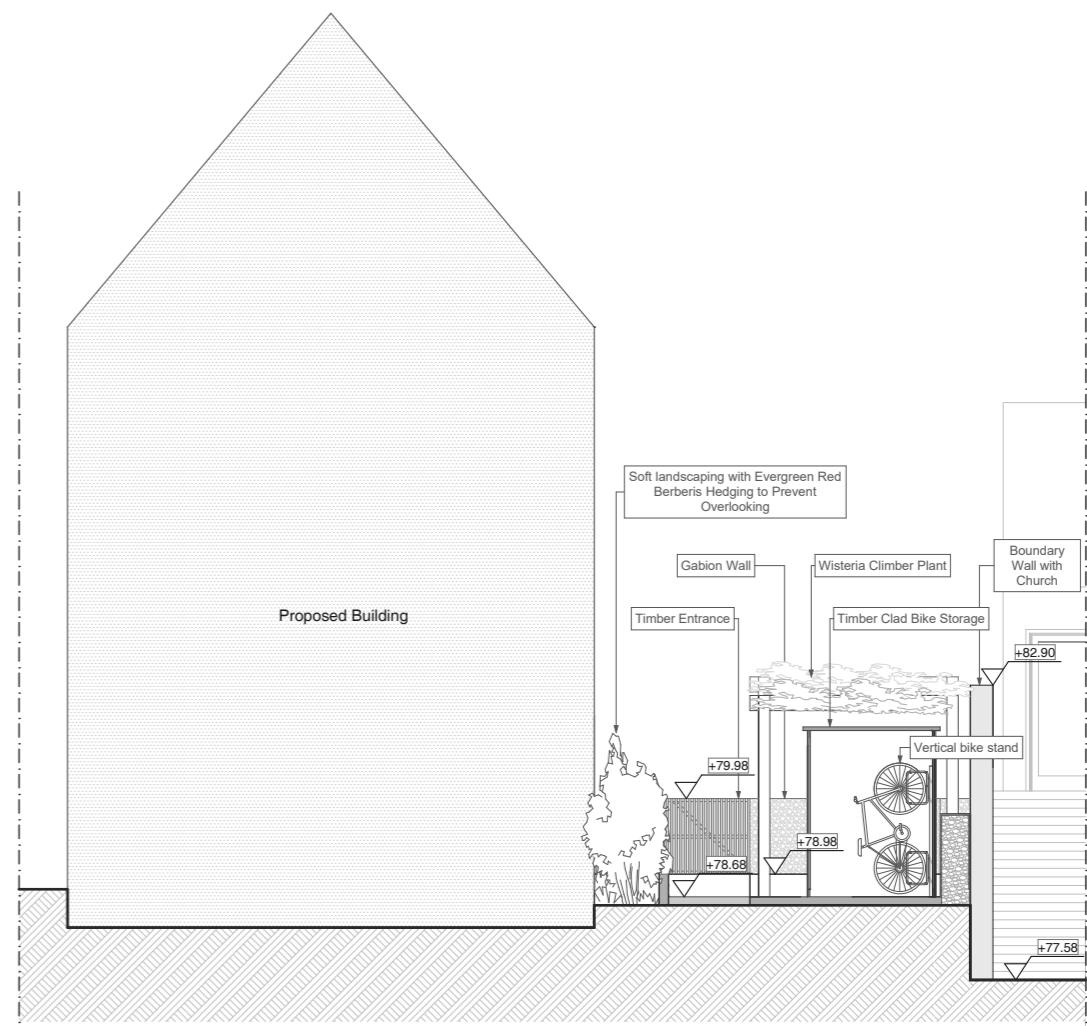 Soft landscaping with Evergreen Red
Berberis Hedging to Prevent
Overlooking
Gabion Wall
Wisteria Climber Plant
Boundary
Wall with
Church
Proposed Building
Timber Entrance
Timber Clad Bike Storage
+82.90
Vertical bike stand
+79.98
+78.98
+78.68
+77.58